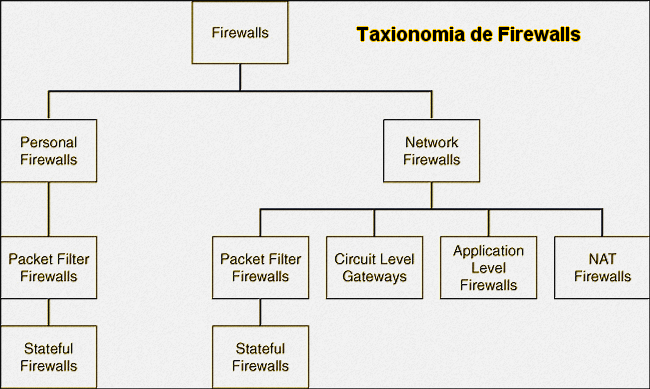 Firewalls
Taxionomia de Firewalls
Personal
Firewalls
Network
Firewalls
Packet Filter
Firewalls
Packet Filter
Firewalls
Circuit Level
Gateways
Application
Level
Firewalls
NAT
Firewalls
Stateful
Firewalls
Stateful
Firewalls